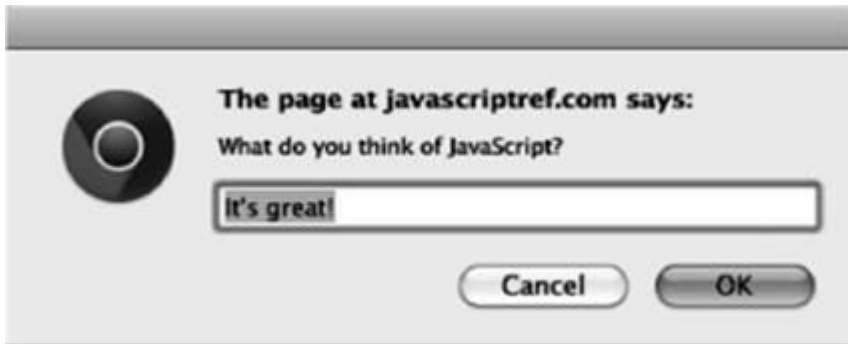 The page at javascriptref.com says:
What do you think of JavaScript?
It's great!
Cancel OK